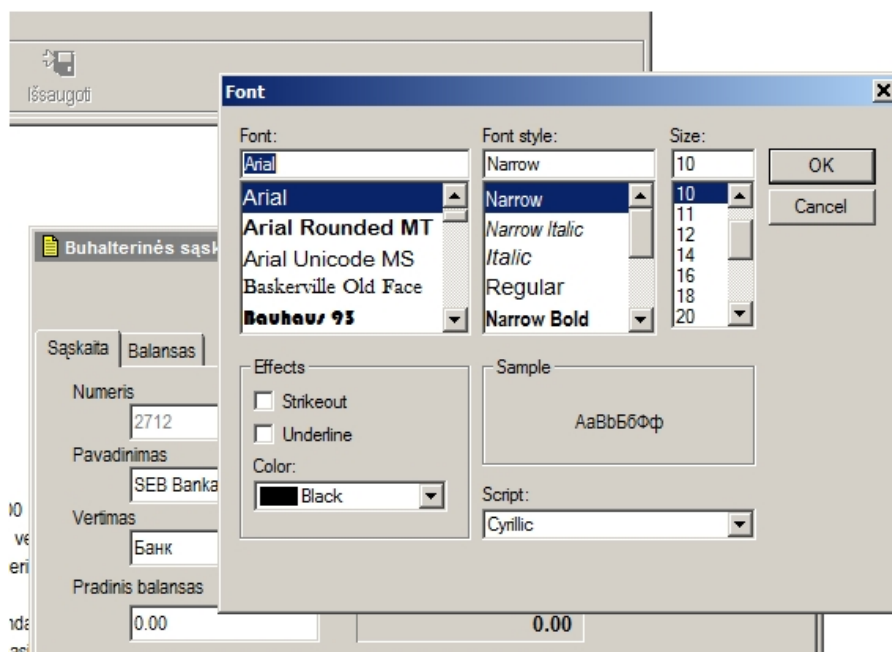 Išsaugoti
Font
Font:
Font style:
Size:
Arial
Narrow
10
OK
Cancel
Arial
Arial Rounded MT
Arial Unicode MS
Baskerville Old Face
Bauhaus 93
Narrow
Narrow Italic
Italic
Regular
Narrow Bold
10
11
12
14
16
18
20
Effects
Strikeout
Underline
Color:
Black
Sample
AaBbБбФф
Script:
Cyrillic
Buhalterinės
Sąskaita
Balansas
Numeris
2712
Pavadinimas
SEB Banka
Vertimas
Банк
Pradinis balansas
0.00
0.00